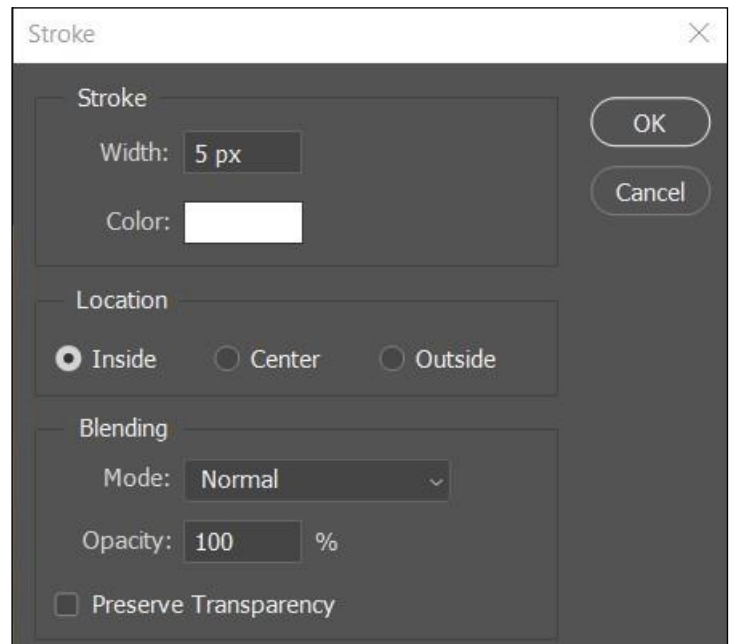 Stroke
Stroke
OK
Width: 5 px
Cancel
Color:
Location
Inside Center Outside
Blending
Mode: Normal
Opacity: 100 %
Preserve Transparency